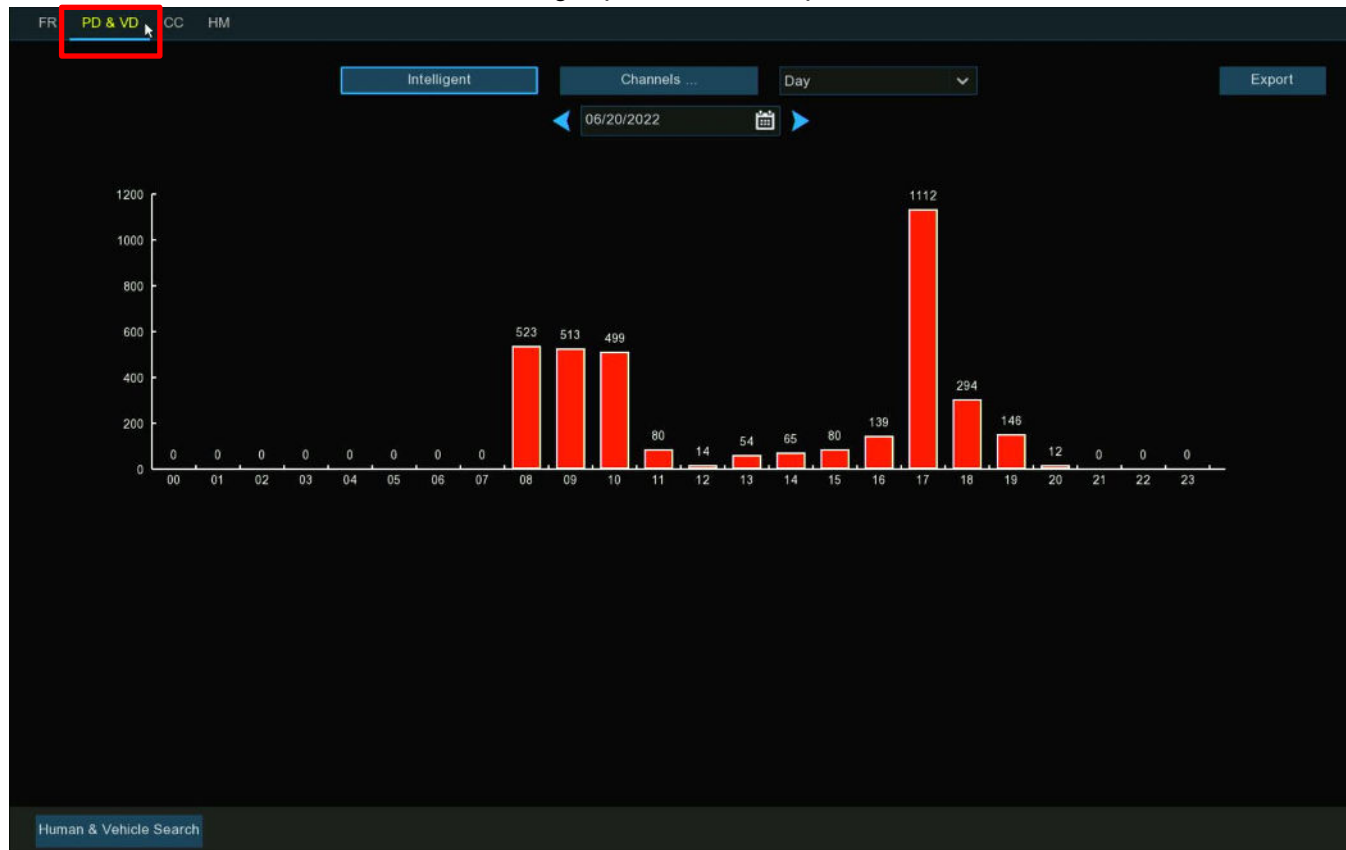 FR PD & VD CC HM
Intelligent Channels ... Day Export
06/20/2022
1200 1112
1000
800
600 523 513 499
400 294
200 80 14 54 65 80 139 146 12
0 0 0 0 0 0 0 0 0 0 0
0
00 01 02 03 04 05 06 07 08 09 10 11 12 13 14 15 16 17 18 19 20 21 22 23
Human & Vehicle Search